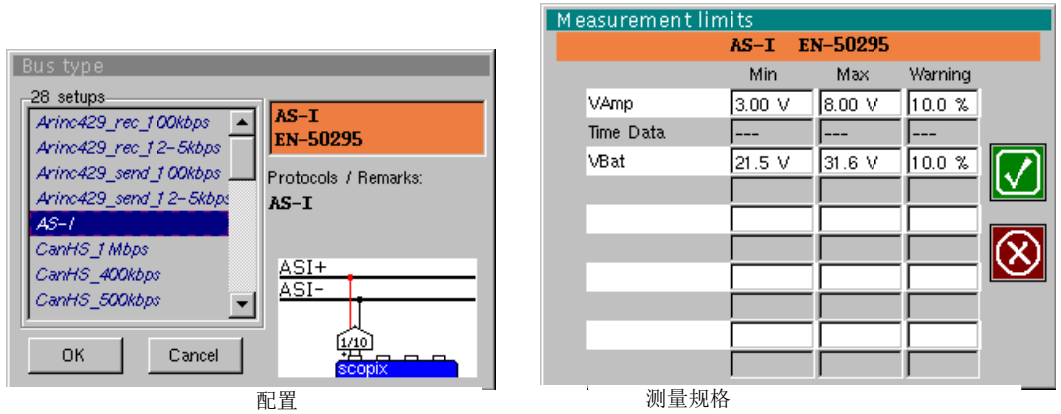 Bus type
28 setups
Arinc429_rec_100kbps
Arinc429_rec_12-5kbps
Arinc429_send_100kbps
Arinc429_send_12-5kbps
AS-I
CanHS_1Mbps
CanHS_400kbps
CanHS_500kbps
OK Cancel
AS-I
EN-50295
Protocols / Remarks:
AS-I
ASI+
ASI-
1/10
scopix
配置
Measurement limits
AS-I EN-50295
Min Max Warning
VAmp 3.00 V 8.00 V 10.0 %
Time Data --- --- ---
VBat 21.5 V 31.6 V 10.0 %
测量规格